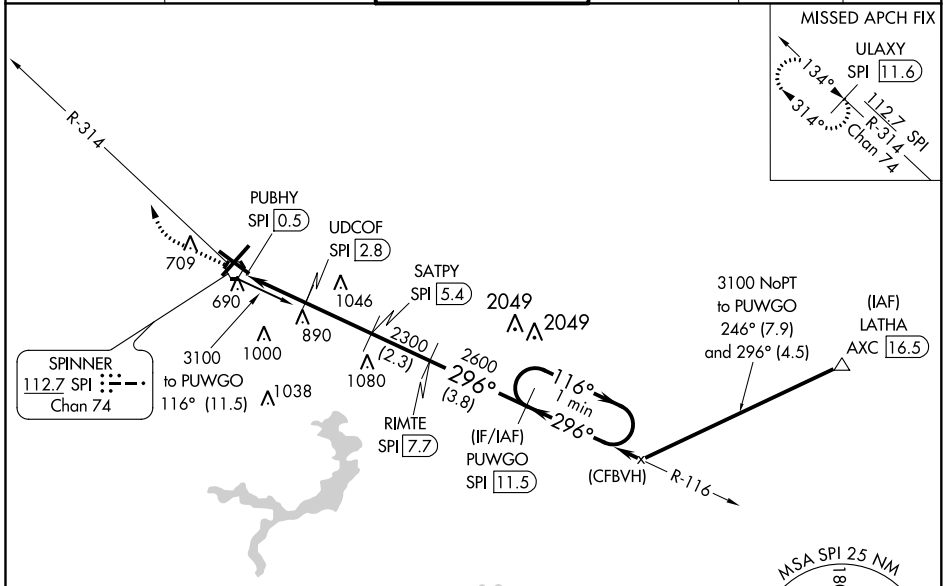 MISSED APCH FIX
ULAXY
SPI 11.6
134°
314°
112.7 SPI
R-314
Chan 74
R-314
PUBHY
SPI 0.5
UDCOF
SPI 2.8
SATPY
SPI 5.4
709
690
890
1046
2049
2049
1000
1080
1038
3100 NoPT
to PUWGO
246° (7.9)
and 296° (4.5)
(IAF)
LATHA
AXC 16.5
SPINNER
112.7 SPI
Chan 74
3100
to PUWGO
116° (11.5)
2300
(2.3)
2600
296°
(3.8)
116°
1 min
296°
RIMTE
SPI 7.7
(IF/IAF)
PUWGO
SPI 11.5
(CFBVH)
R-116
MSA SPI 25 NM